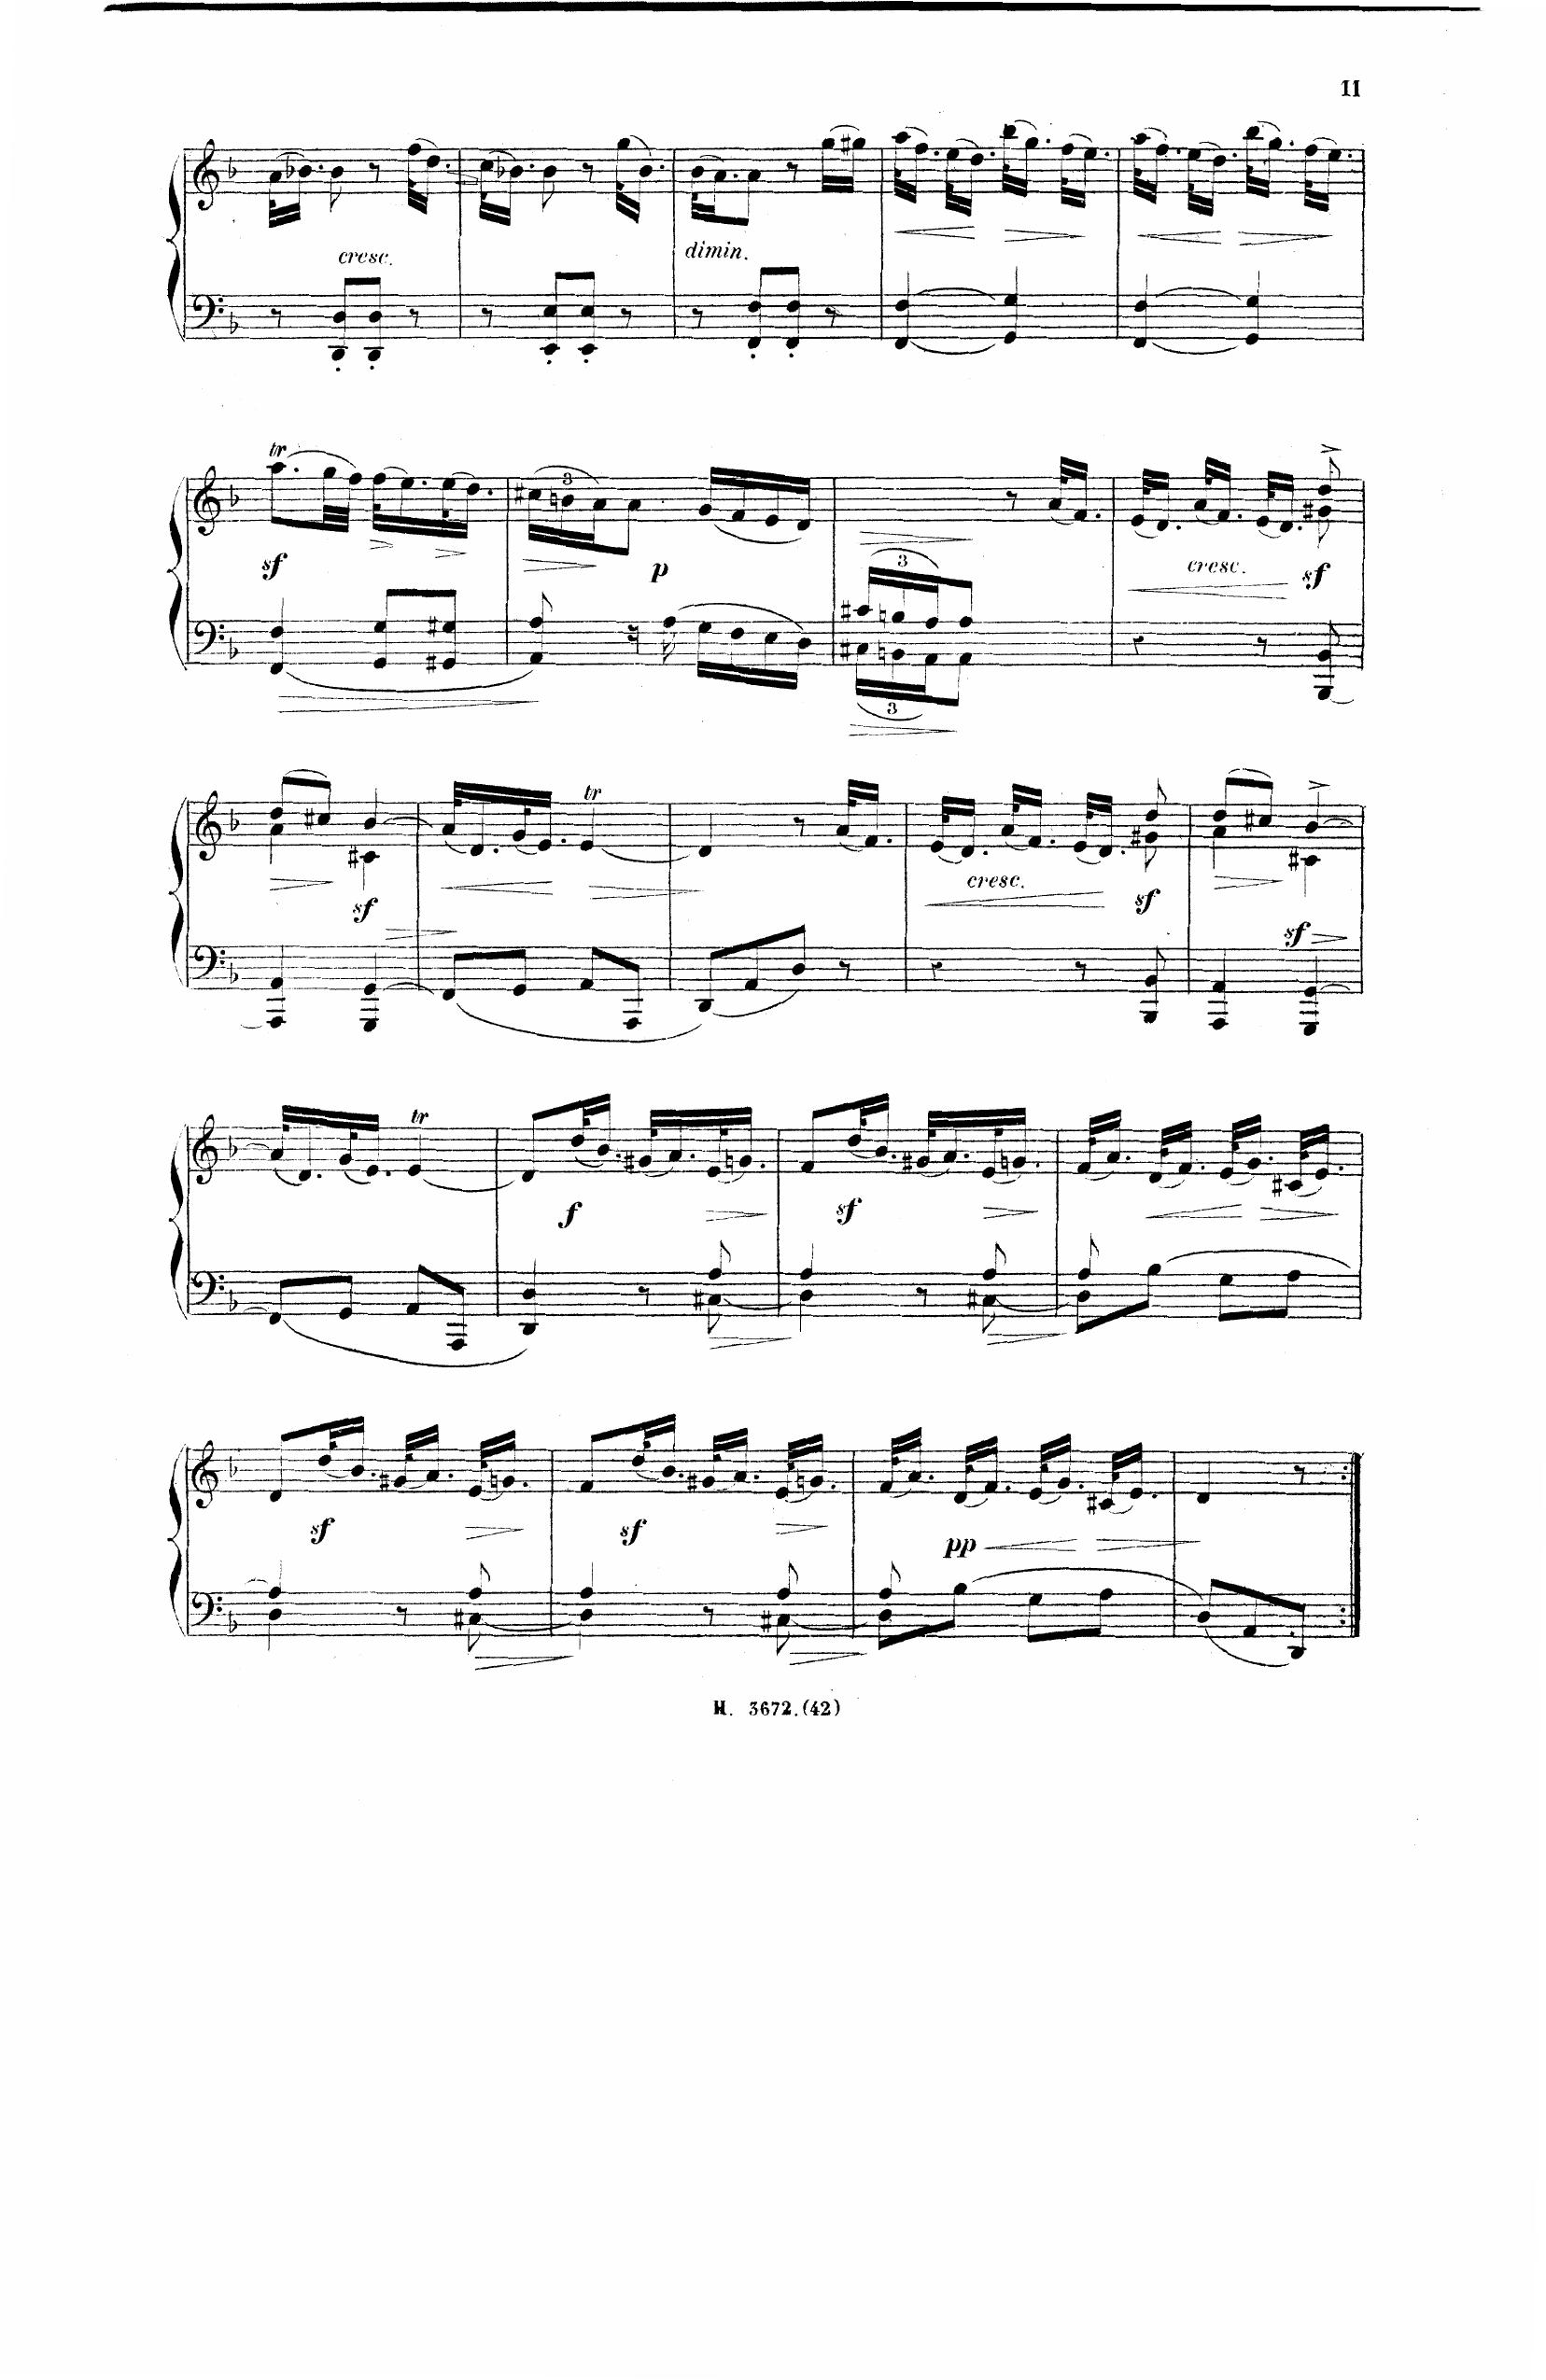 11
cresc.
dimin.
tr
3
sf
p
3
cresc.
sf
3
tr
sf
cresc.
sf
sf
tr
f
sf
sf
sf
pp
H. 3672.(42)